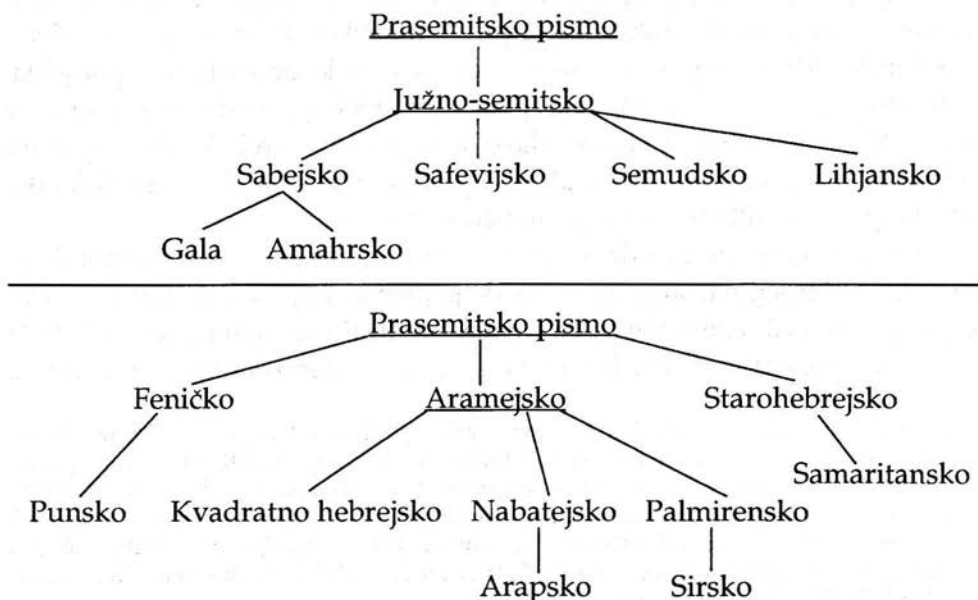 Prasemitsko pismo
Južno-semitsko
Sabejsko Safevijsko Semudsko Lihjansko
Gala Amahrsko
Prasemitsko pismo
Feničko Aramejsko Starohebrejsko
Samaritansko
Punsko Kvadratno hebrejsko Nabatejsko Palmirensko
Arapsko Sirsko